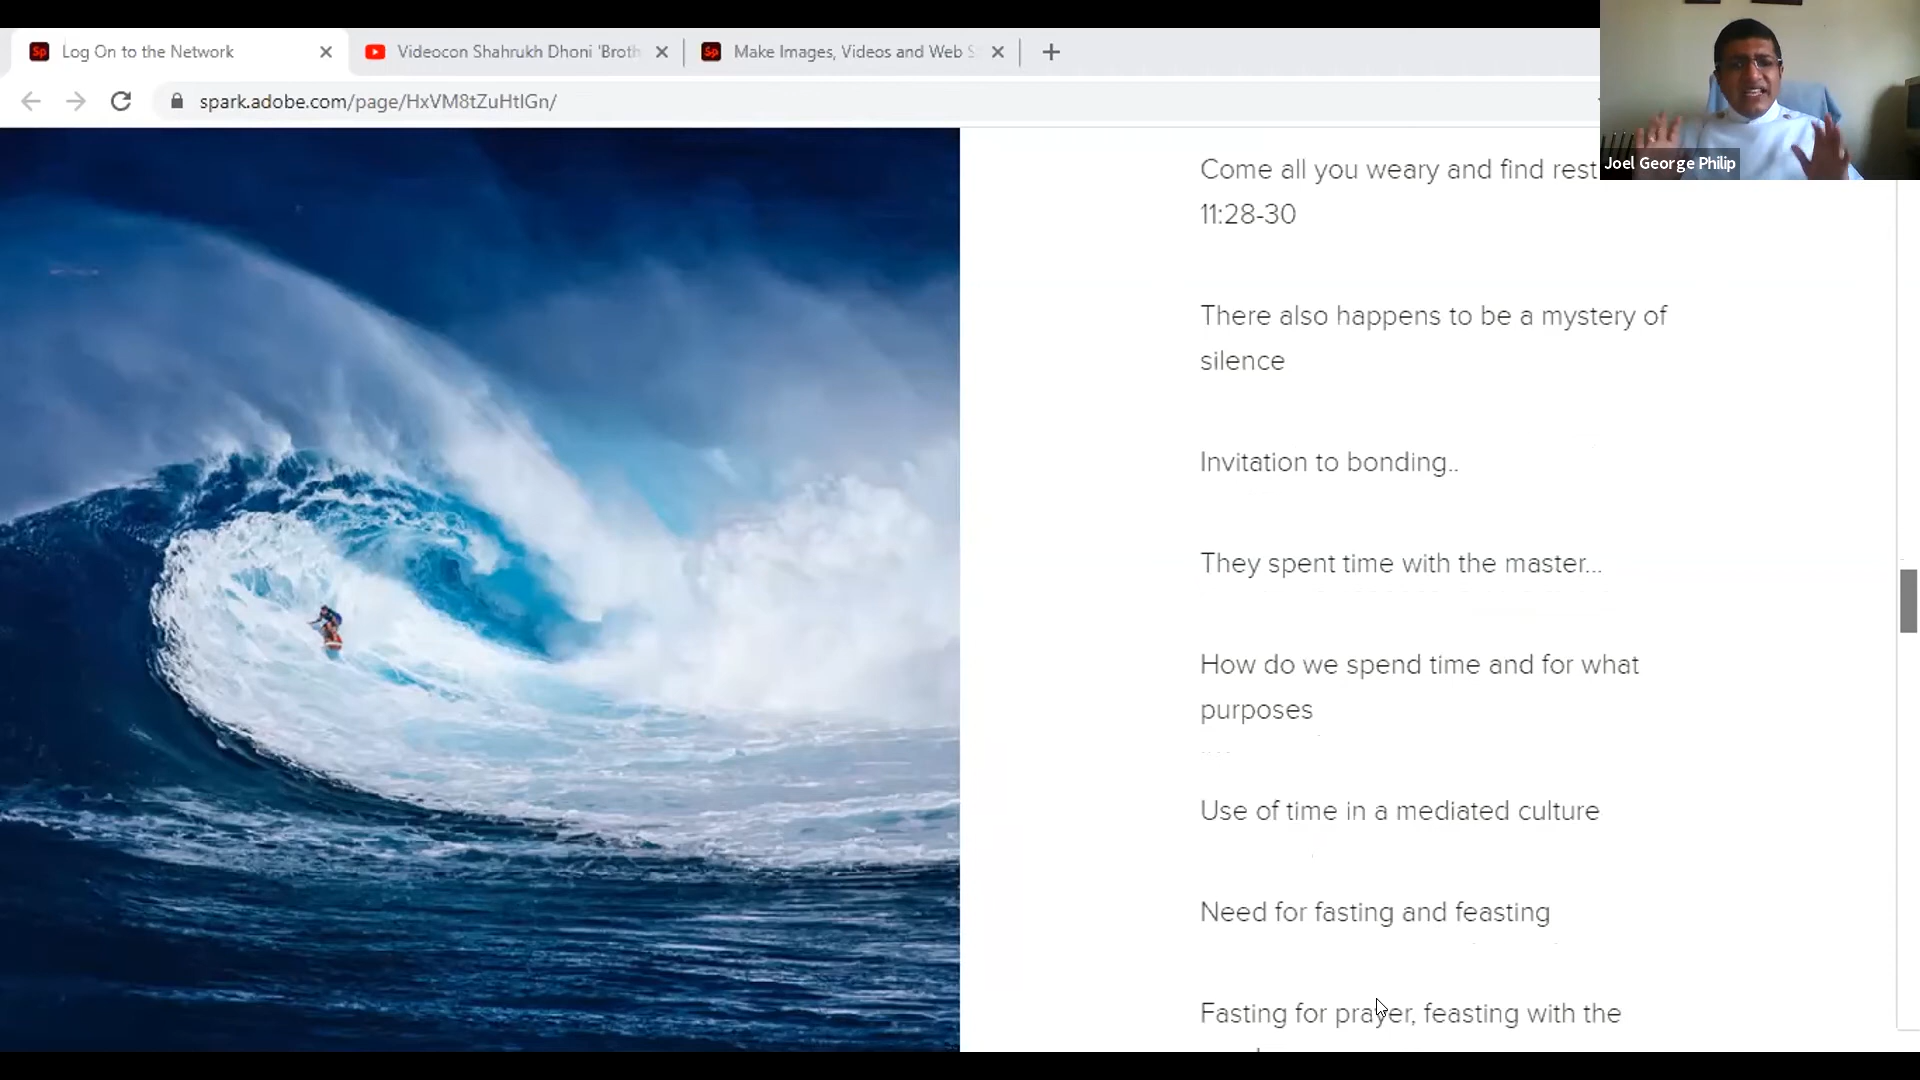 Log On to the Network
Videocon Shahrukh Dhoni 'Broth
Make Images, Videos and Web S
spark.adobe.com/page/HxVM8tZuHtlGn/
Joel George Philip
Come all you weary and find rest
11:28-30
There also happens to be a mystery of
silence
Invitation to bonding..
They spent time with the master...
How do we spend time and for what
purposes
Use of time in a mediated culture
Need for fasting and feasting
Fasting for prayer, feasting with the